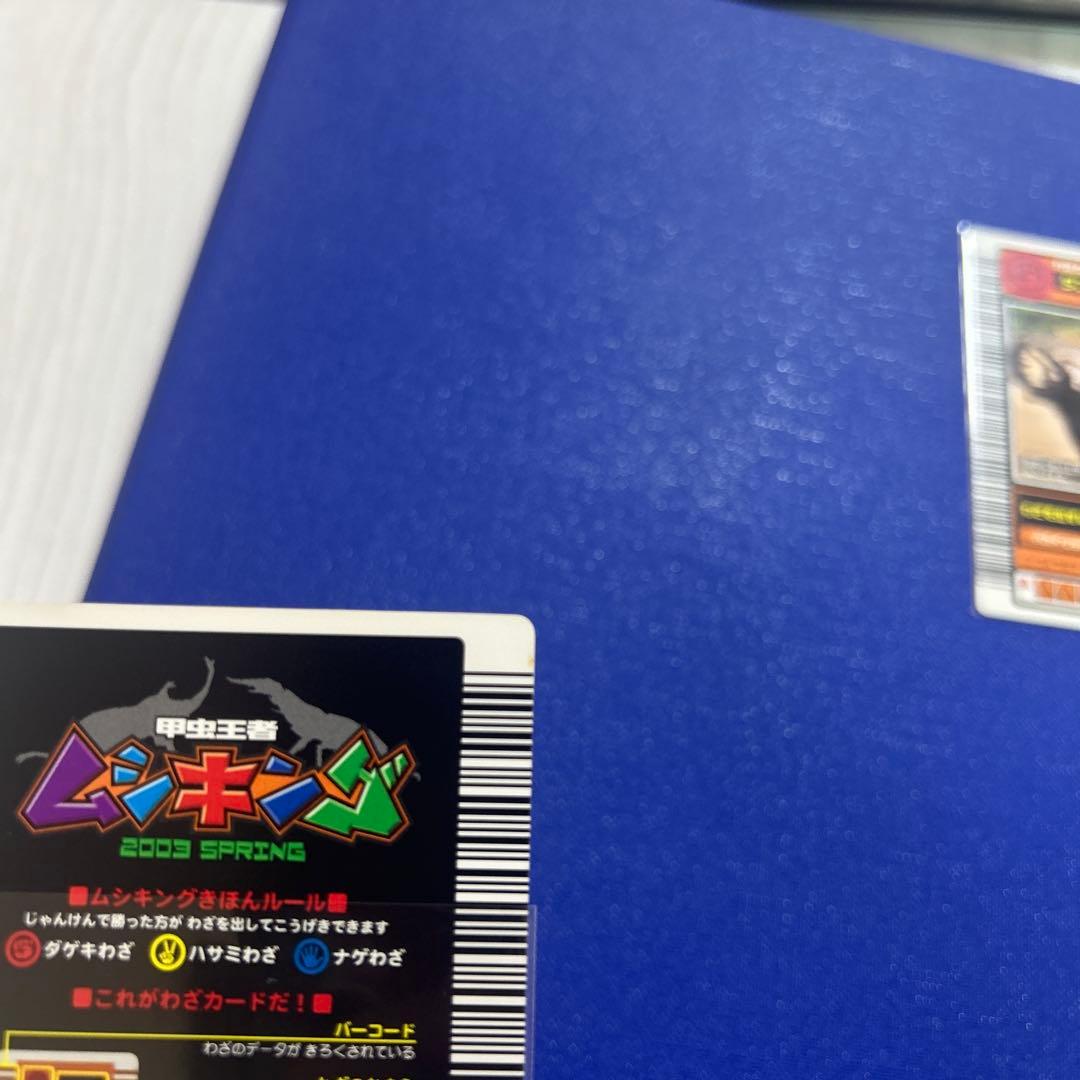 甲虫王者
ムシキング
2003 SPRING
ムシキングきほんルール
じゃんけんで勝った方が わざを出してこうげきできます
ダゲキわざ ハサミわざ ナゲわざ
これがわざカードだ！
バーコード
わざのデータが きろくされている